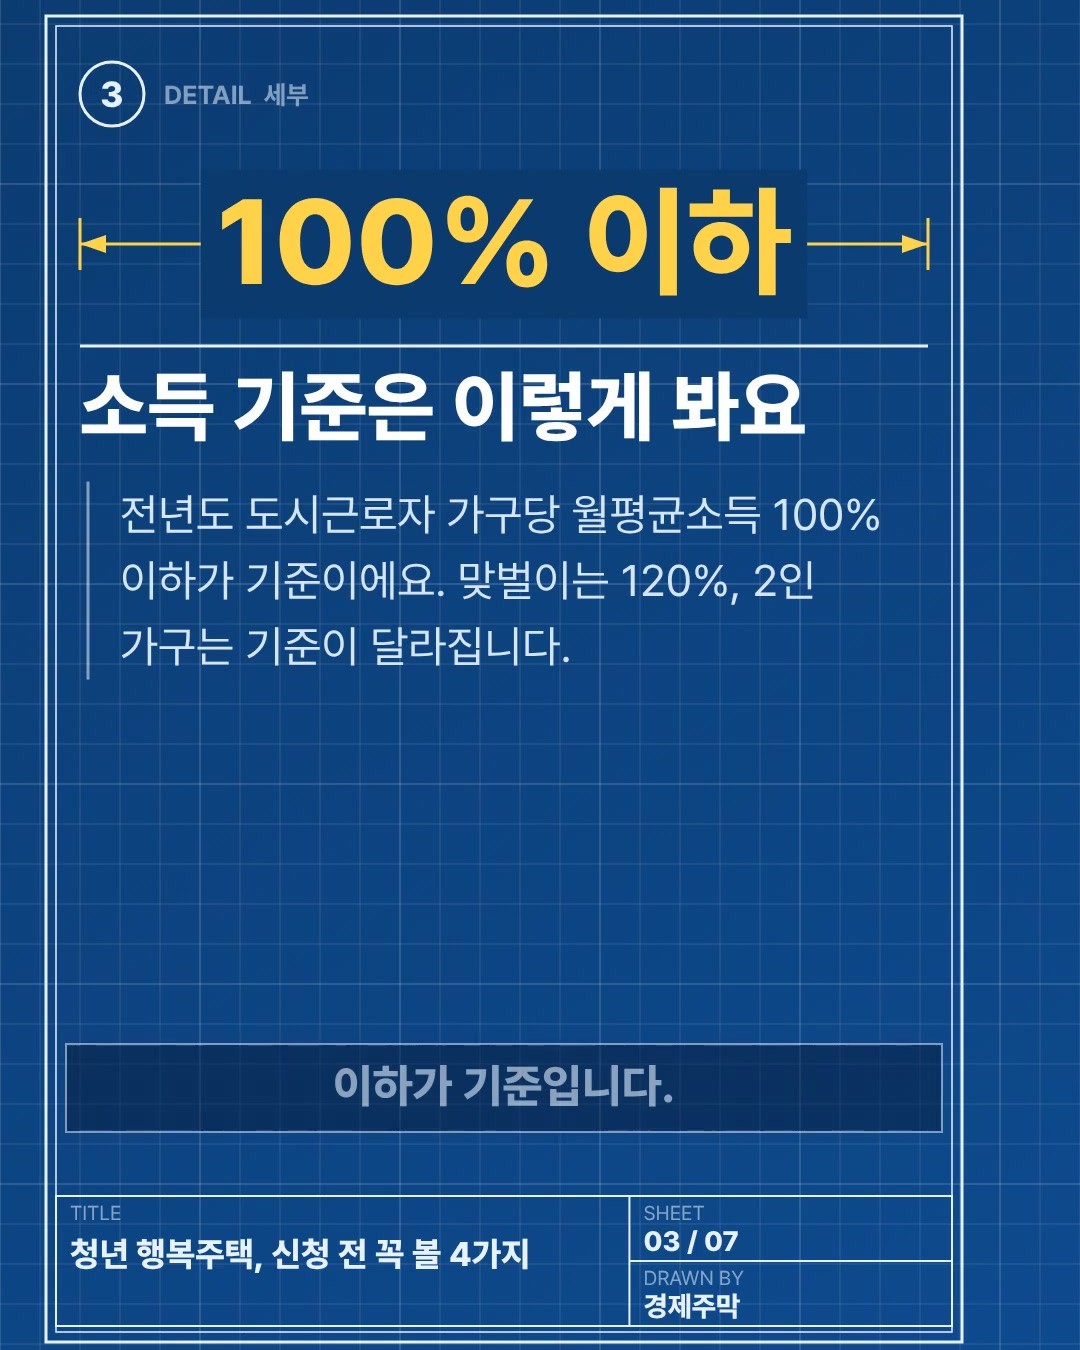 3 DETAIL 세부
100% 이하
소득 기준은 이렇게 봐요
전년도 도시근로자 가구당 월평균소득 100%
이하가 기준이에요. 맞벌이는 120%, 2인
가구는 기준이 달라집니다.
이하가 기준입니다.
TITLE
청년 행복주택, 신청 전 꼭 볼 4가지
SHEET
03 / 07
DRAWN BY
경제주막